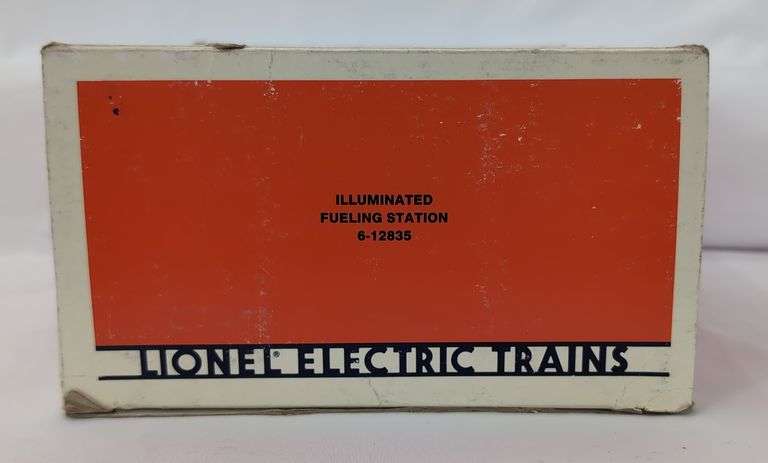 ILLUMINATED
FUELING STATION
6-12835
LIONEL® ELECTRIC TRAINS